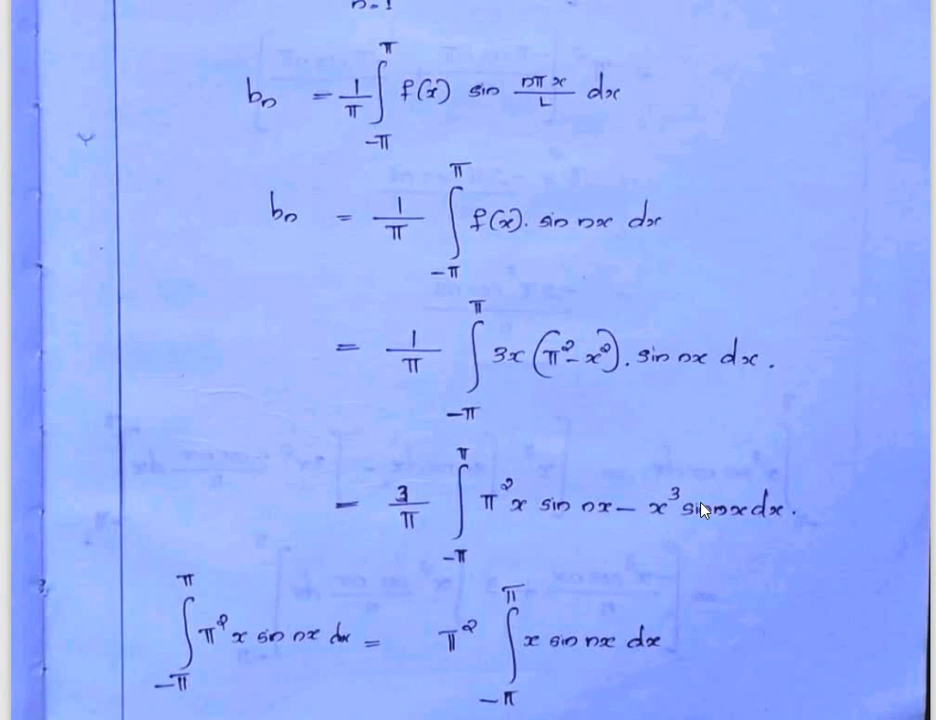 n=1
bn = 1/π ∫_{-π}^{π} f(x) sin nπx/L dx
bn = 1/π ∫_{-π}^{π} f(x). sin nx dx
= 1/π ∫_{-π}^{π} 3x(π²-x²). sin nx dx.
= 3/π ∫_{-π}^{π} π²x sin nx - x³ sin nx dx.
∫_{-π}^{π} π²x sin nx dx = π² ∫_{-π}^{π} x sin nx dx